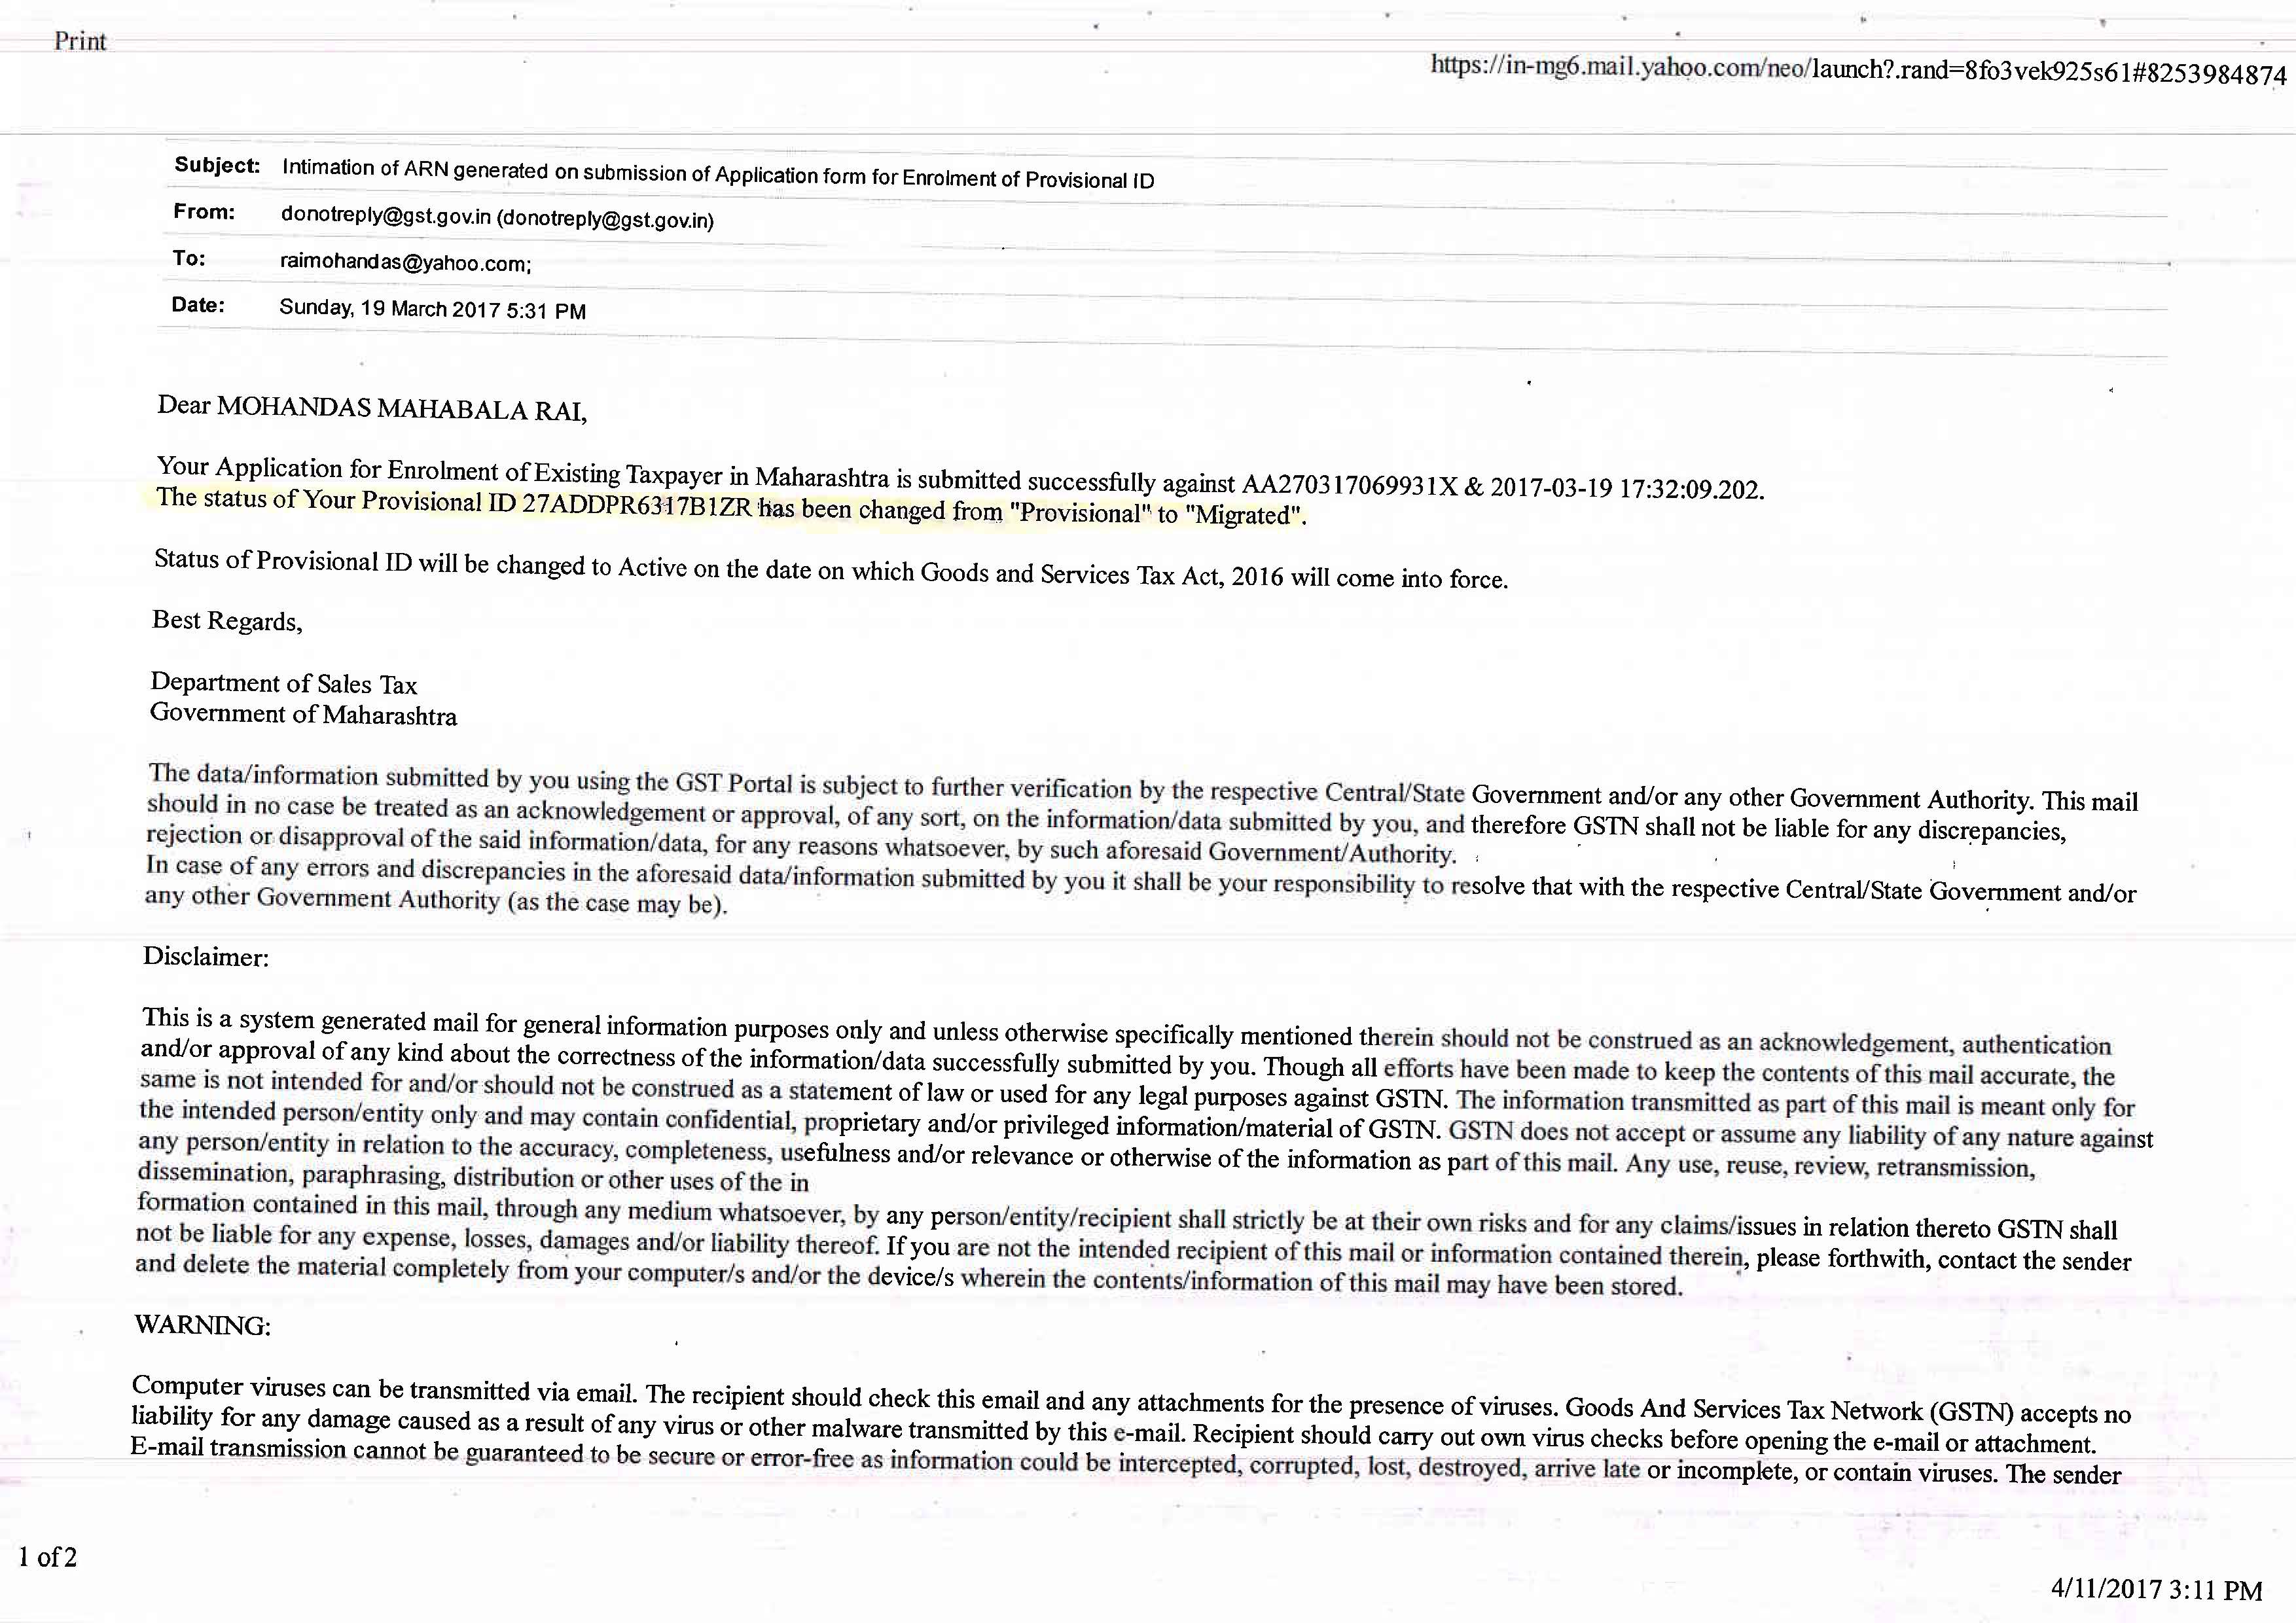 Print
https://in-mg6.mail.yahoo.com/neo/launch?.rand=8fo3vek925s61#8253984874
Subject: Intimation of ARN generated on submission of Application form for Enrolment of Provisional ID
From: donotreply@gst.gov.in (donotreply@gst.gov.in)
To: raimohandas@yahoo.com;
Date: Sunday, 19 March 2017 5:31 PM
Dear MOHANDAS MAHABALA RAI,
Your Application for Enrolment of Existing Taxpayer in Maharashtra is submitted successfully against AA270317069931X & 2017-03-19 17:32:09.202.
The status of Your Provisional ID 27ADDPR6317B1ZR has been changed from "Provisional" to "Migrated".
Status of Provisional ID will be changed to Active on the date on which Goods and Services Tax Act, 2016 will come into force.
Best Regards,
Department of Sales Tax
Government of Maharashtra
The data/information submitted by you using the GST Portal is subject to further verification by the respective Central/State Government and/or any other Government Authority. This mail
should in no case be treated as an acknowledgement or approval, of any sort, on the information/data submitted by you, and therefore GSTN shall not be liable for any discrepancies,
rejection or disapproval of the said information/data, for any reasons whatsoever, by such aforesaid Government/Authority.
In case of any errors and discrepancies in the aforesaid data/information submitted by you it shall be your responsibility to resolve that with the respective Central/State Government and/or
any other Government Authority (as the case may be).
Disclaimer:
This is a system generated mail for general information purposes only and unless otherwise specifically mentioned therein should not be construed as an acknowledgement, authentication
and/or approval of any kind about the correctness of the information/data successfully submitted by you. Though all efforts have been made to keep the contents of this mail accurate, the
same is not intended for and/or should not be construed as a statement of law or used for any legal purposes against GSTN. The information transmitted as part of this mail is meant only for
the intended person/entity only and may contain confidential, proprietary and/or privileged information/material of GSTN. GSTN does not accept or assume any liability of any nature against
any person/entity in relation to the accuracy, completeness, usefulness and/or relevance or otherwise of the information as part of this mail. Any use, reuse, review, retransmission,
dissemination, paraphrasing, distribution or other uses of the in
formation contained in this mail, through any medium whatsoever, by any person/entity/recipient shall strictly be at their own risks and for any claims/issues in relation thereto GSTN shall
not be liable for any expense, losses, damages and/or liability thereof. If you are not the intended recipient of this mail or information contained therein, please forthwith, contact the sender
and delete the material completely from your computer/s and/or the device/s wherein the contents/information of this mail may have been stored.
WARNING:
Computer viruses can be transmitted via email. The recipient should check this email and any attachments for the presence of viruses. Goods And Services Tax Network (GSTN) accepts no
liability for any damage caused as a result of any virus or other malware transmitted by this e-mail. Recipient should carry out own virus checks before opening the e-mail or attachment.
E-mail transmission cannot be guaranteed to be secure or error-free as information could be intercepted, corrupted, lost, destroyed, arrive late or incomplete, or contain viruses. The sender
1 of 2
4/11/2017 3:11 PM